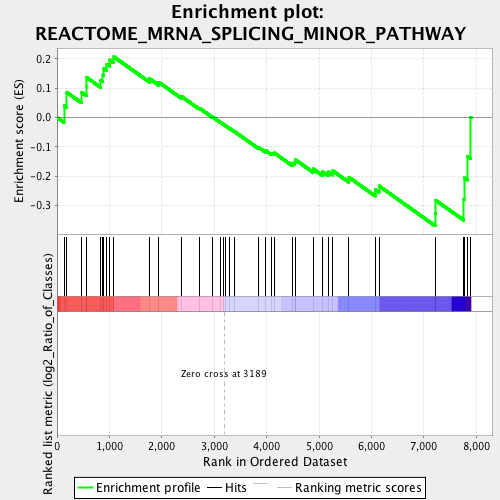 Enrichment plot:
REACTOME_MRNA_SPLICING_MINOR_PATHWAY
Enrichment score (ES)
0.2
0.1
0.0
-0.1
-0.2
-0.3
Ranked list metric (log2_Ratio_of_Classes)
Zero cross at 3189
0
1,000
2,000
3,000
4,000
5,000
6,000
7,000
8,000
Rank in Ordered Dataset
Enrichment profile
Hits
Ranking metric scores